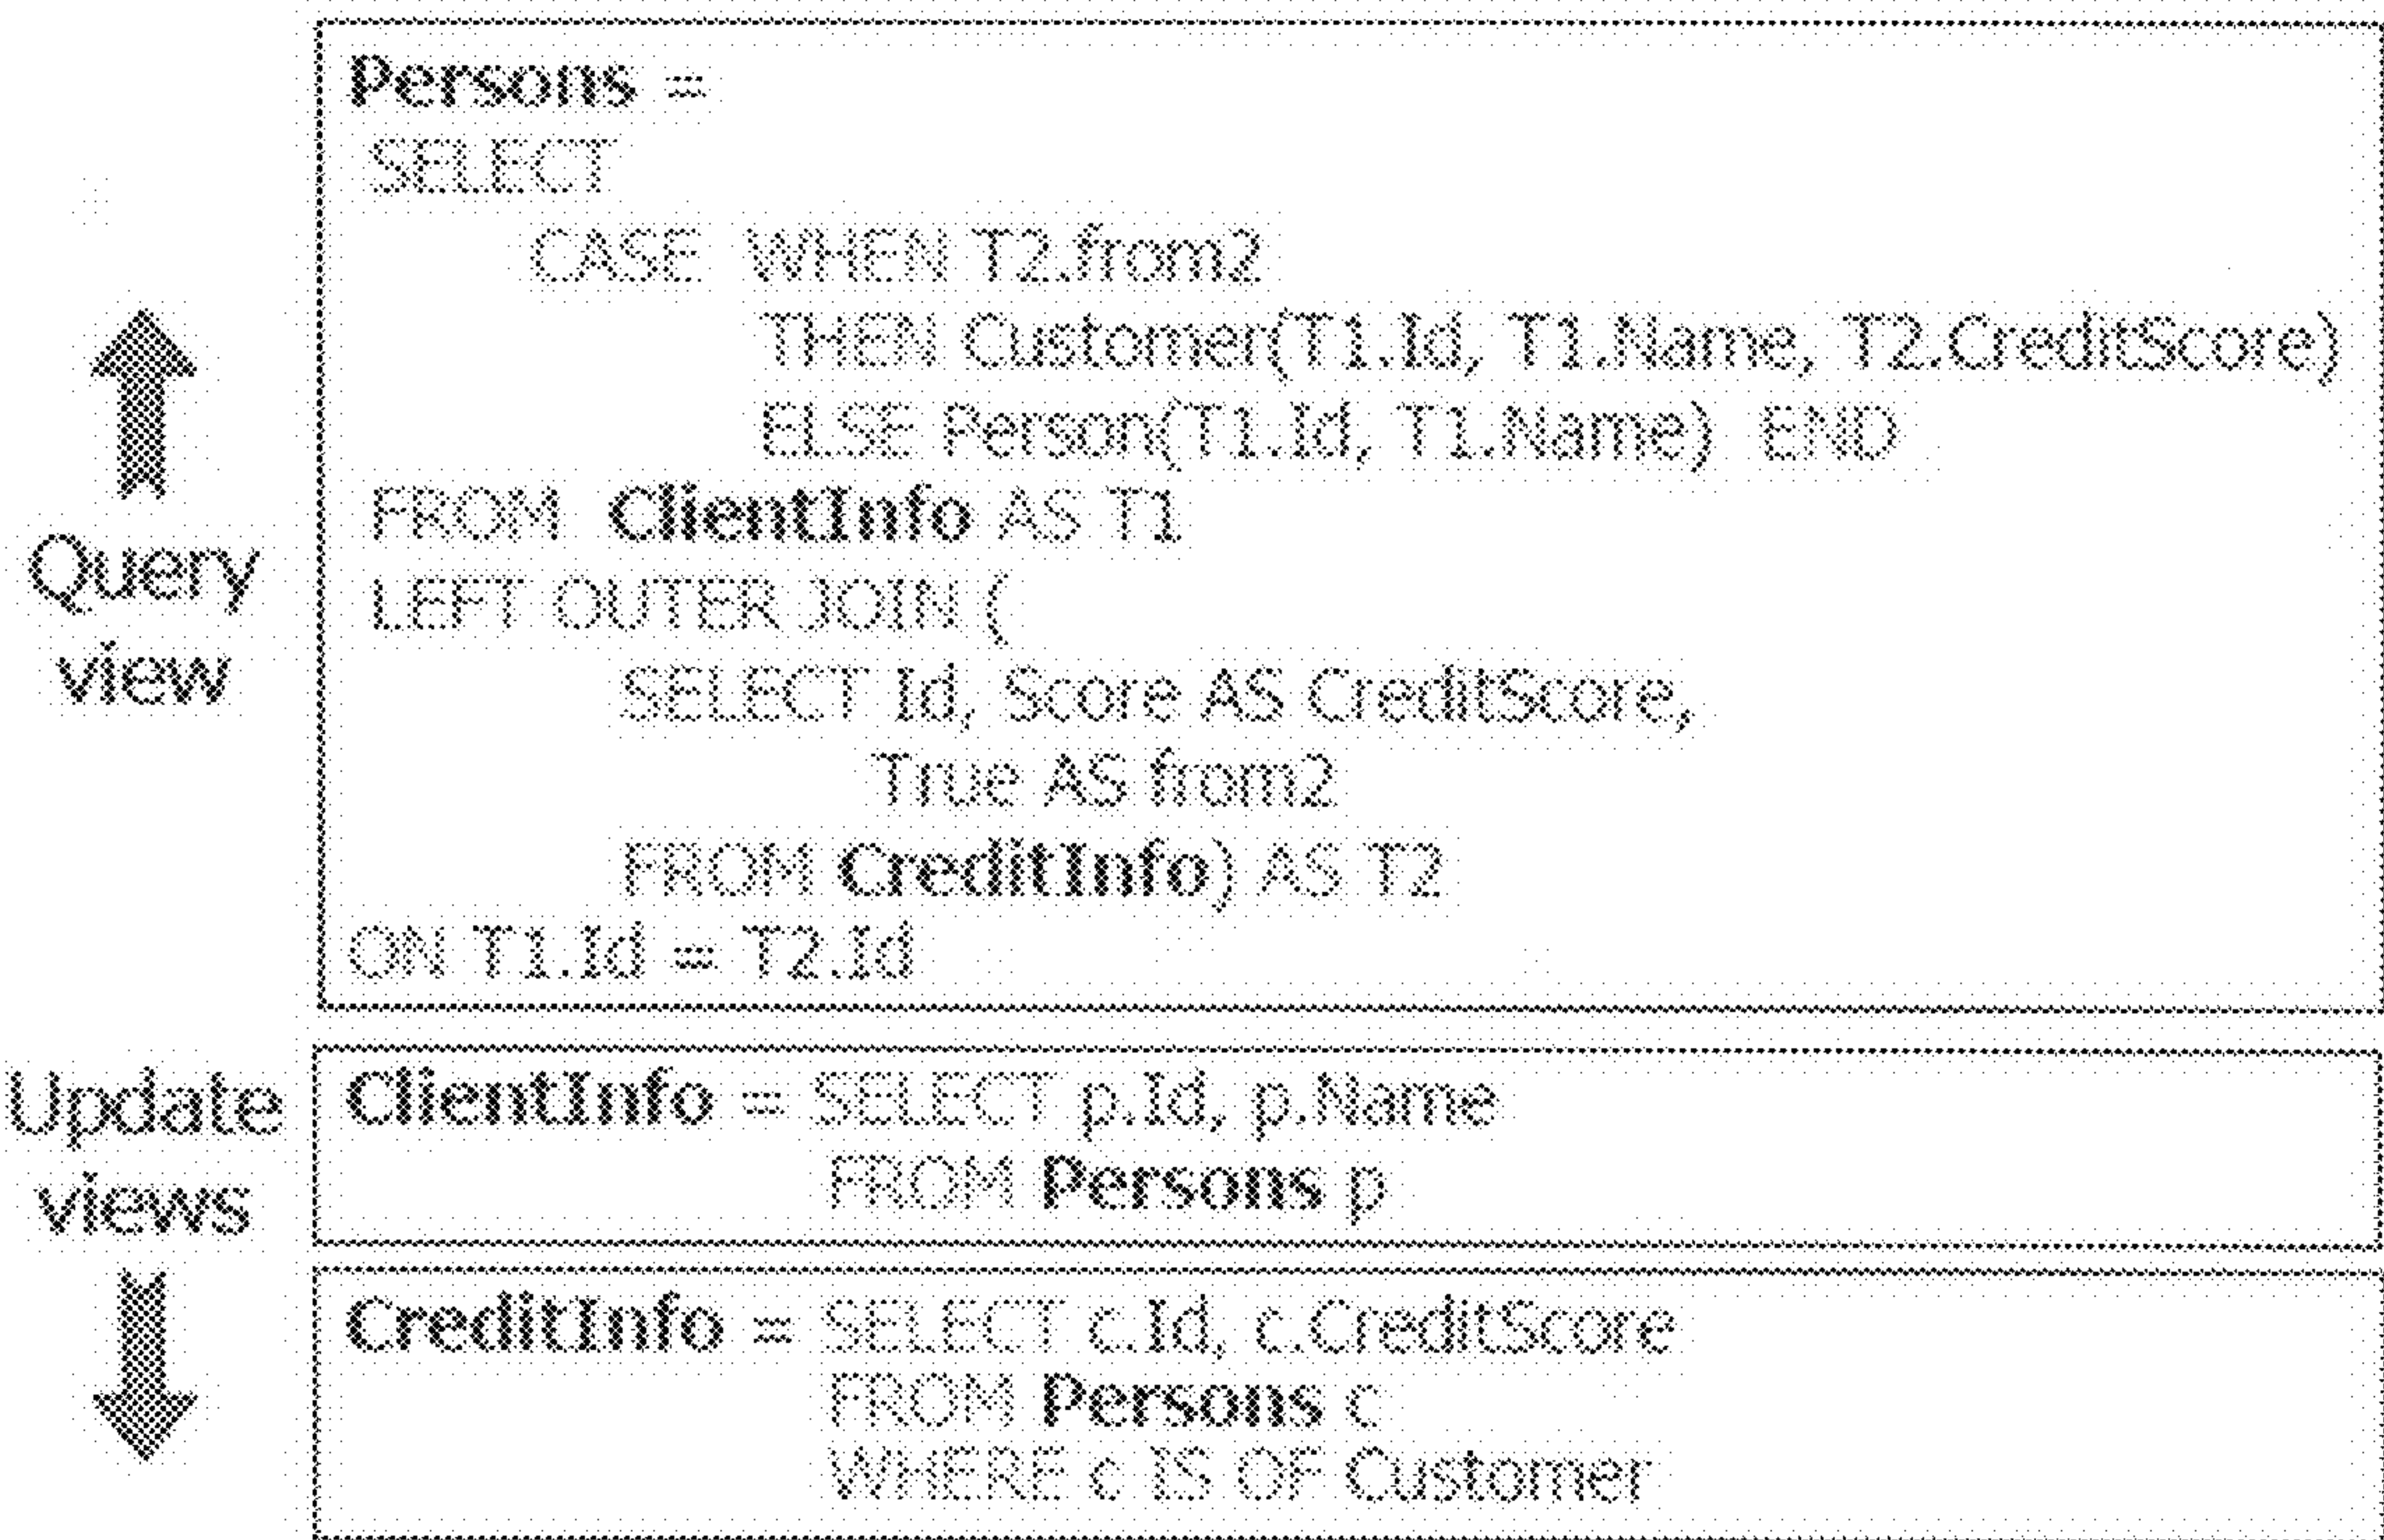 Persons =
SELECT
CASE WHEN T2.from2
THEN Customer(T1.Id, T1.Name, T2.CreditScore)
ELSE Person(T1.Id, T1.Name) END
FROM ClientInfo AS T1
LEFT OUTER JOIN (
SELECT Id, Score AS CreditScore,
True AS from2
FROM CreditInfo) AS T2
ON T1.Id = T2.Id
Query
view
Update
views
ClientInfo = SELECT p.Id, p.Name
FROM Persons p
CreditInfo = SELECT c.Id, c.CreditScore
FROM Persons c
WHERE c IS OF Customer